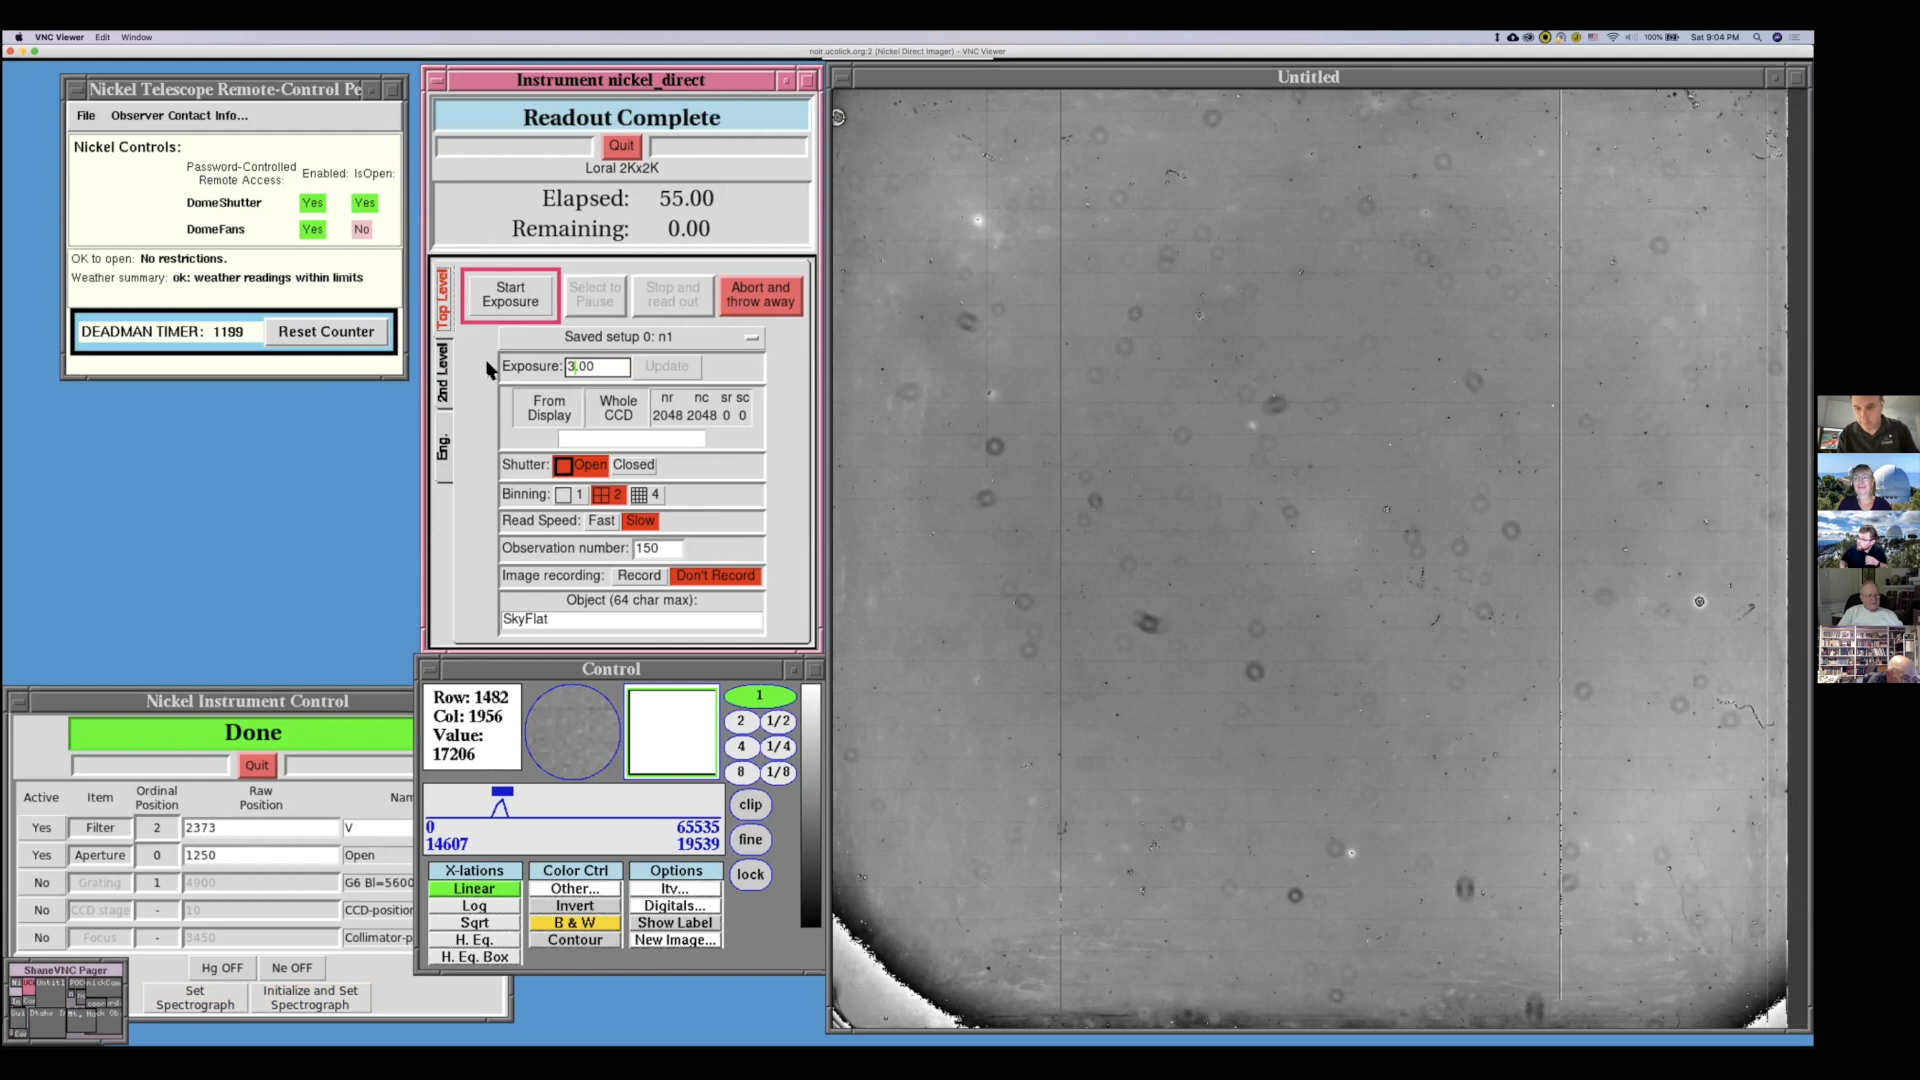 VNC Viewer Edit Window
100% Sat 9:04 PM
noir.ucolick.org:2 (Nickel Direct Imager) - VNC Viewer
Nickel Telescope Remote-Control Pe
File Observer Contact Info...
Nickel Controls:
Password-Controlled
Remote Access: Enabled: IsOpen:
DomeShutter Yes Yes
DomeFans Yes No
OK to open: No restrictions.
Weather summary: ok: weather readings within limits
DEADMAN TIMER: 1199 Reset Counter
Instrument nickel_direct
Readout Complete
Quit
Loral 2Kx2K
Elapsed: 55.00
Remaining: 0.00
Top Level
2nd Level
Eng.
Start Exposure
Select to Pause
Stop and read out
Abort and throw away
Saved setup 0: n1
Exposure: 3.00 Update
From Display
Whole CCD
nr nc sr sc
2048 2048 0 0
Shutter: Open Closed
Binning: 1 2 4
Read Speed: Fast Slow
Observation number: 150
Image recording: Record Don't Record
Object (64 char max):
SkyFlat
Untitled
Nickel Instrument Control
Done
Quit
Active Item Ordinal Position Raw Position Nam
Yes Filter 2 2373 V
Yes Aperture 0 1250 Open
No Grating 1 4900 G6 Bl=5600
No CCD stage - 10 CCD-position
No Focus - 3450 Collimator-p
Hg OFF Ne OFF
Set Spectrograph
Initialize and Set Spectrograph
ShaneVNC Pager
Control
Row: 1482
Col: 1956
Value:
17206
1
2 1/2
4 1/4
8 1/8
clip
fine
lock
0 65535
14607 19539
X-lations Color Ctrl Options
Linear Other... Itv...
Log Invert Digitals...
Sqrt B & W Show Label
H. Eq. Contour New Image...
H. Eq. Box